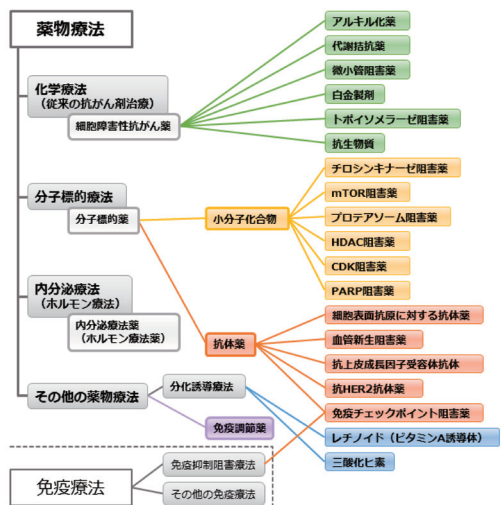 薬物療法
化学療法
（従来の抗がん剤治療）
細胞障害性抗がん薬
アルキル化薬
代謝拮抗薬
微小管阻害薬
白金製剤
トポイソメラーゼ阻害薬
抗生物質
分子標的療法
分子標的薬
小分子化合物
チロシンキナーゼ阻害薬
mTOR阻害薬
プロテアソーム阻害薬
HDAC阻害薬
CDK阻害薬
PARP阻害薬
内分泌療法
（ホルモン療法）
内分泌療法薬
（ホルモン療法薬）
抗体薬
細胞表面抗原に対する抗体薬
血管新生阻害薬
抗上皮成長因子受容体抗体
抗HER2抗体薬
免疫チェックポイント阻害薬
その他の薬物療法
分化誘導療法
免疫調節薬
レチノイド（ビタミンA誘導体）
三酸化ヒ素
免疫療法
免疫抑制阻害療法
その他の免疫療法